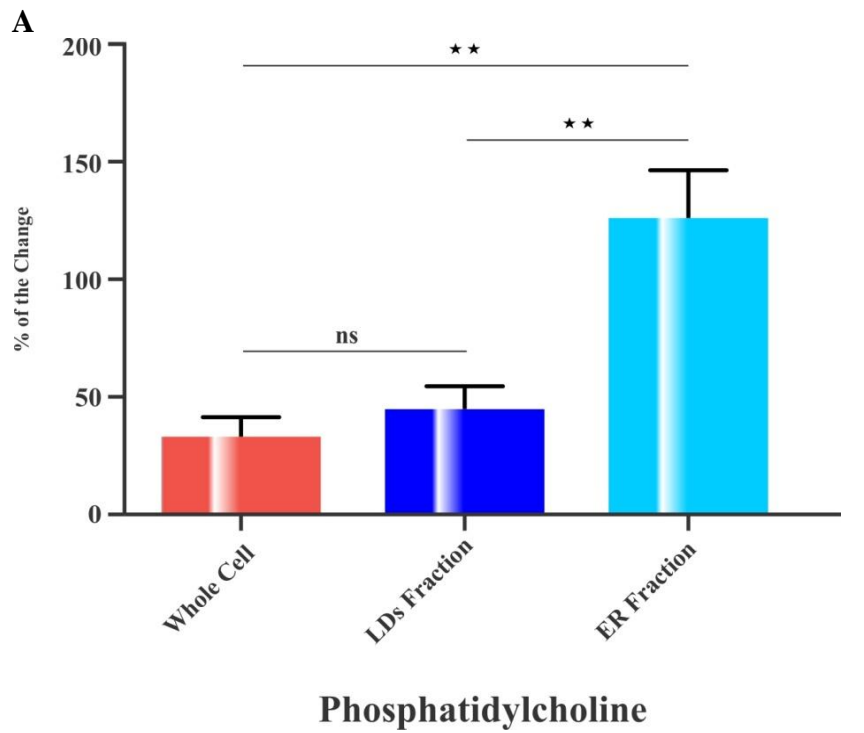 A
200
★★
★★
150
% of the Change
100
ns
50
0
Whole Cell
LDs Fraction
ER Fraction
Phosphatidylcholine